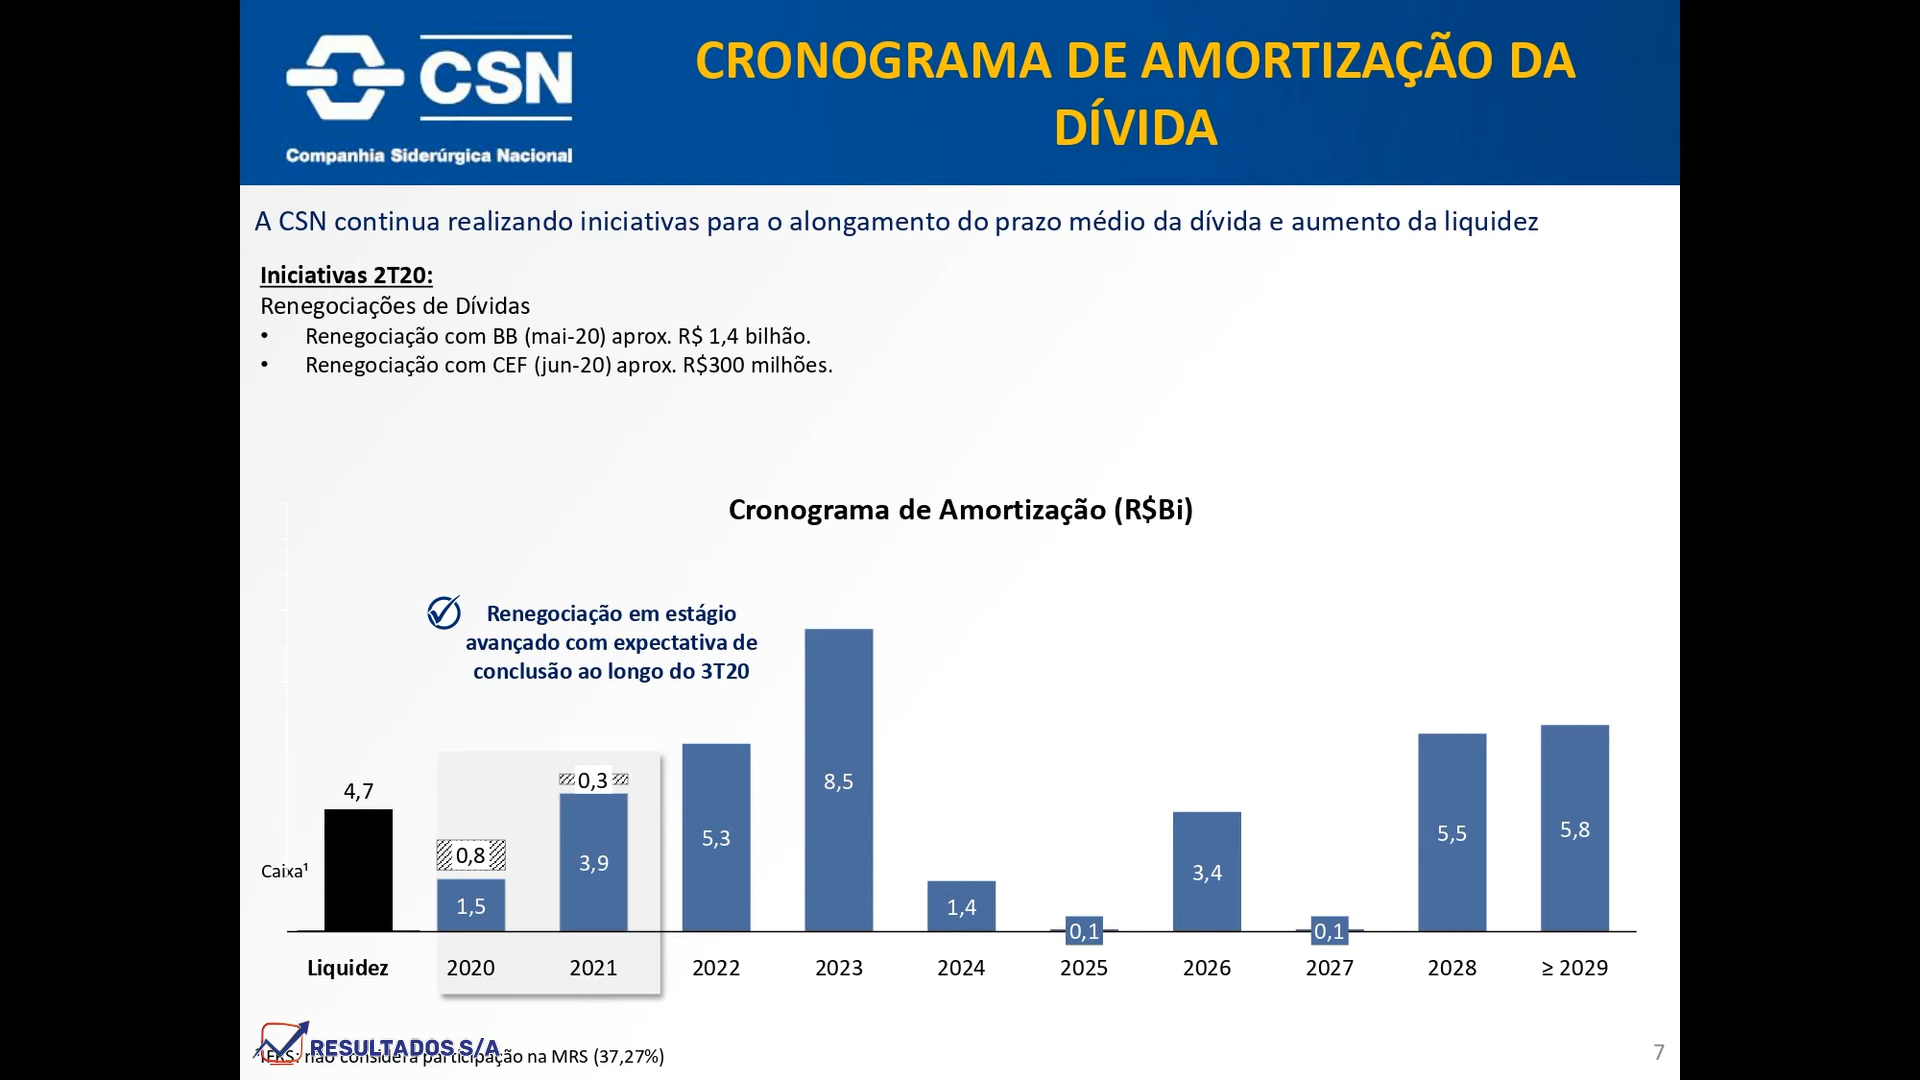 CSN
Companhia Siderúrgica Nacional
CRONOGRAMA DE AMORTIZAÇÃO DA
DÍVIDA
A CSN continua realizando iniciativas para o alongamento do prazo médio da dívida e aumento da liquidez
Iniciativas 2T20:
Renegociações de Dívidas
• Renegociação com BB (mai-20) aprox. R$ 1,4 bilhão.
• Renegociação com CEF (jun-20) aprox. R$300 milhões.
Cronograma de Amortização (R$Bi)
Renegociação em estágio
avançado com expectativa de
conclusão ao longo do 3T20
4,7
0,8
0,3
1,5
3,9
5,3
8,5
1,4
0,1
3,4
0,1
5,5
5,8
Caixa¹
Liquidez 2020 2021 2022 2023 2024 2025 2026 2027 2028 ≥ 2029
RESULTADOS S/A
não considera participação na MRS (37,27%)
7